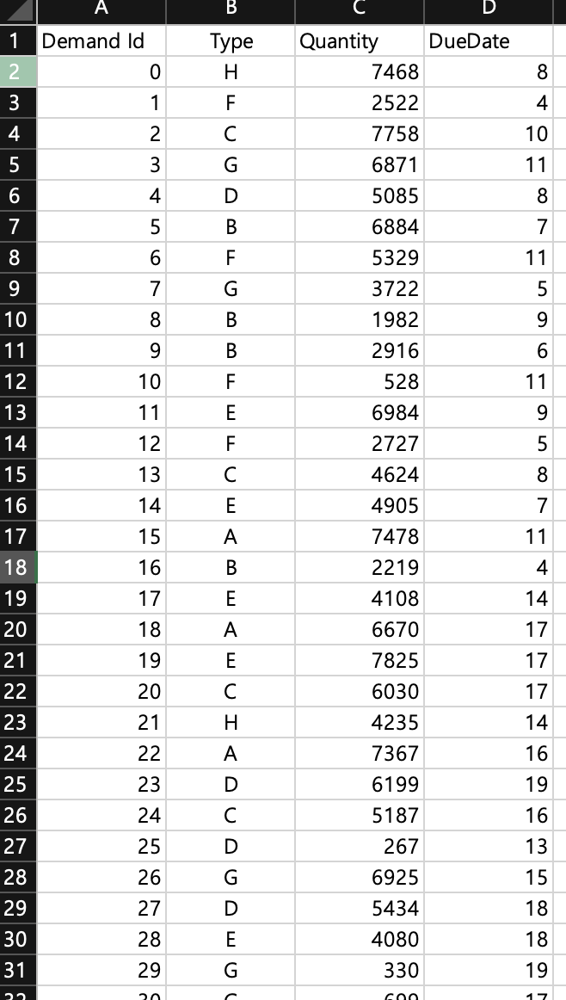 A B C D
1 Demand Id Type Quantity DueDate
2 0 H 7468 8
3 1 F 2522 4
4 2 C 7758 10
5 3 G 6871 11
6 4 D 5085 8
7 5 B 6884 7
8 6 F 5329 11
9 7 G 3722 5
10 8 B 1982 9
11 9 B 2916 6
12 10 F 528 11
13 11 E 6984 9
14 12 F 2727 5
15 13 C 4624 8
16 14 E 4905 7
17 15 A 7478 11
18 16 B 2219 4
19 17 E 4108 14
20 18 A 6670 17
21 19 E 7825 17
22 20 C 6030 17
23 21 H 4235 14
24 22 A 7367 16
25 23 D 6199 19
26 24 C 5187 16
27 25 D 267 13
28 26 G 6925 15
29 27 D 5434 18
30 28 E 4080 18
31 29 G 330 19